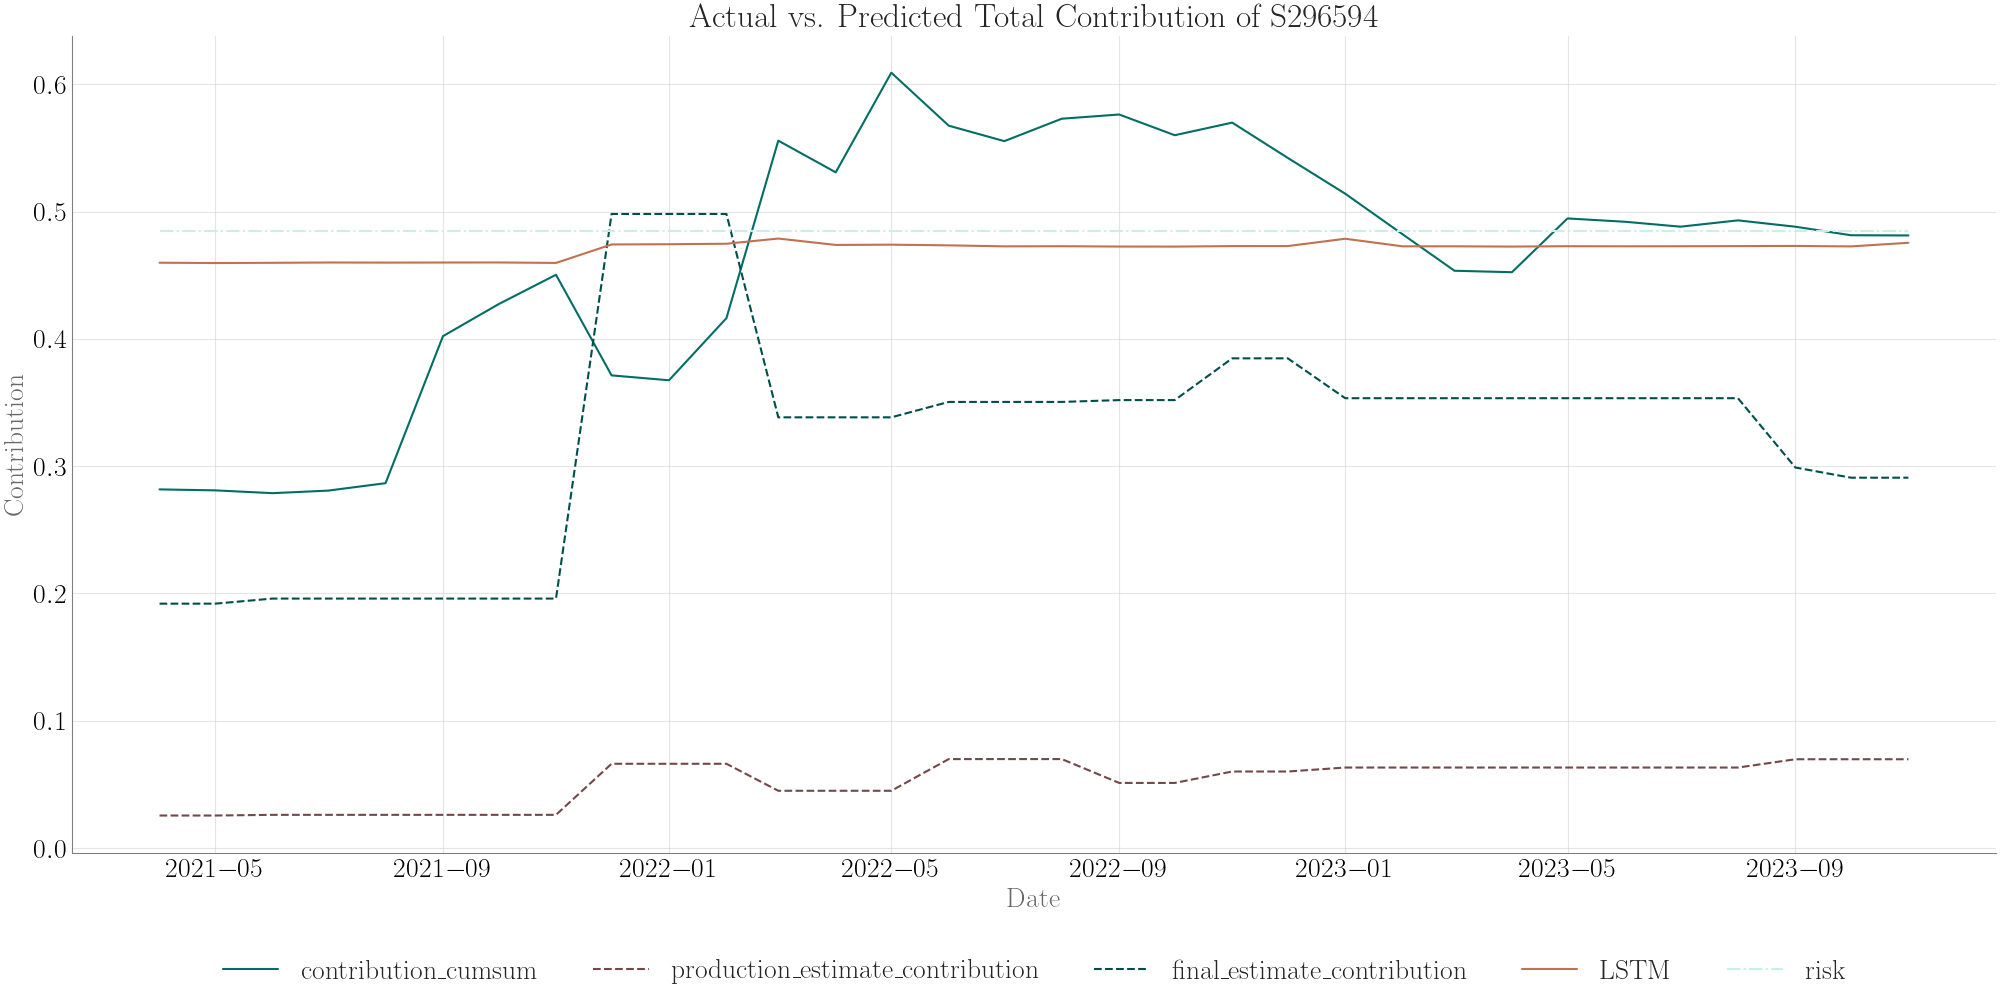 Actual vs. Predicted Total Contribution of S296594
0.6
0.5
0.4
0.3
0.2
0.1
0.0
Contribution
2021−05 2021−09 2022−01 2022−05 2022−09 2023−01 2023−05 2023−09
Date
contribution_cumsum production_estimate_contribution final_estimate_contribution LSTM risk